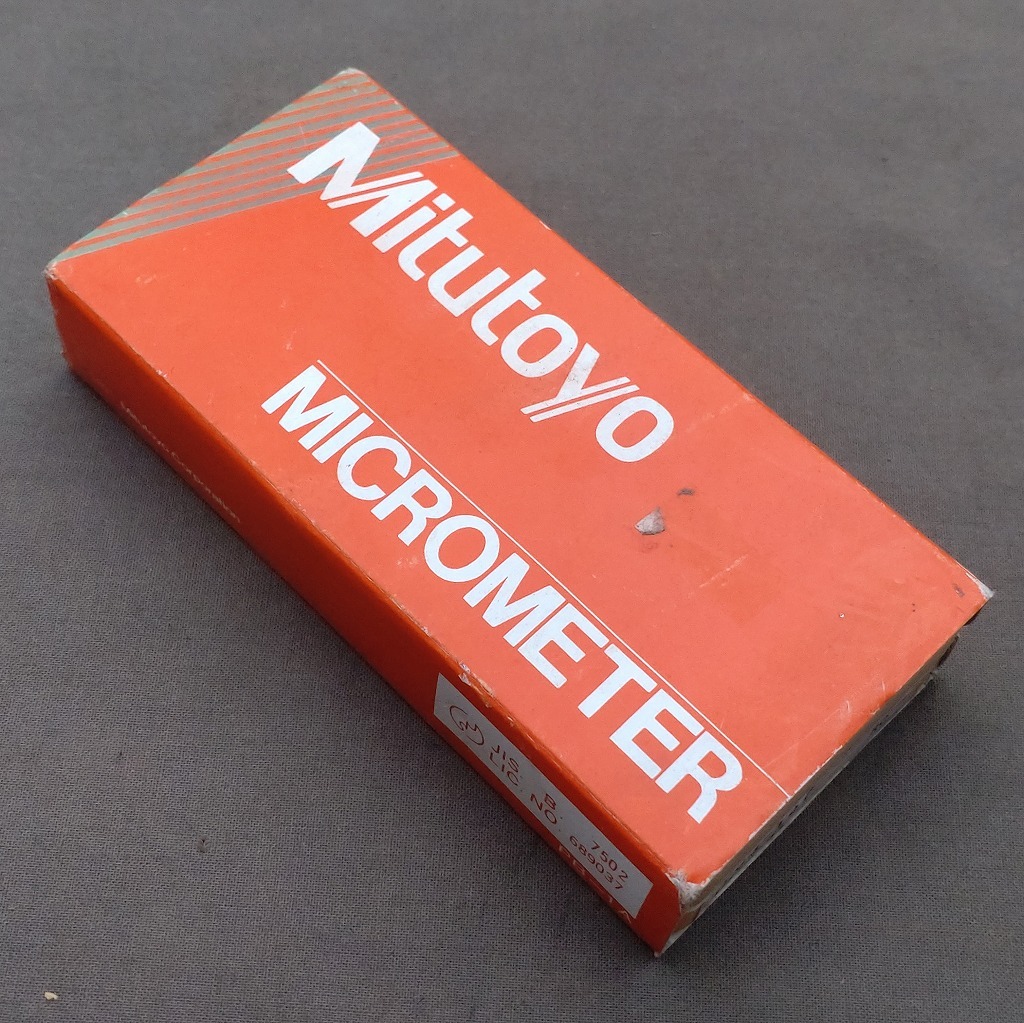 Mitutoyo
MICROMETER
JIS B 7502
LIC. NO. 689037